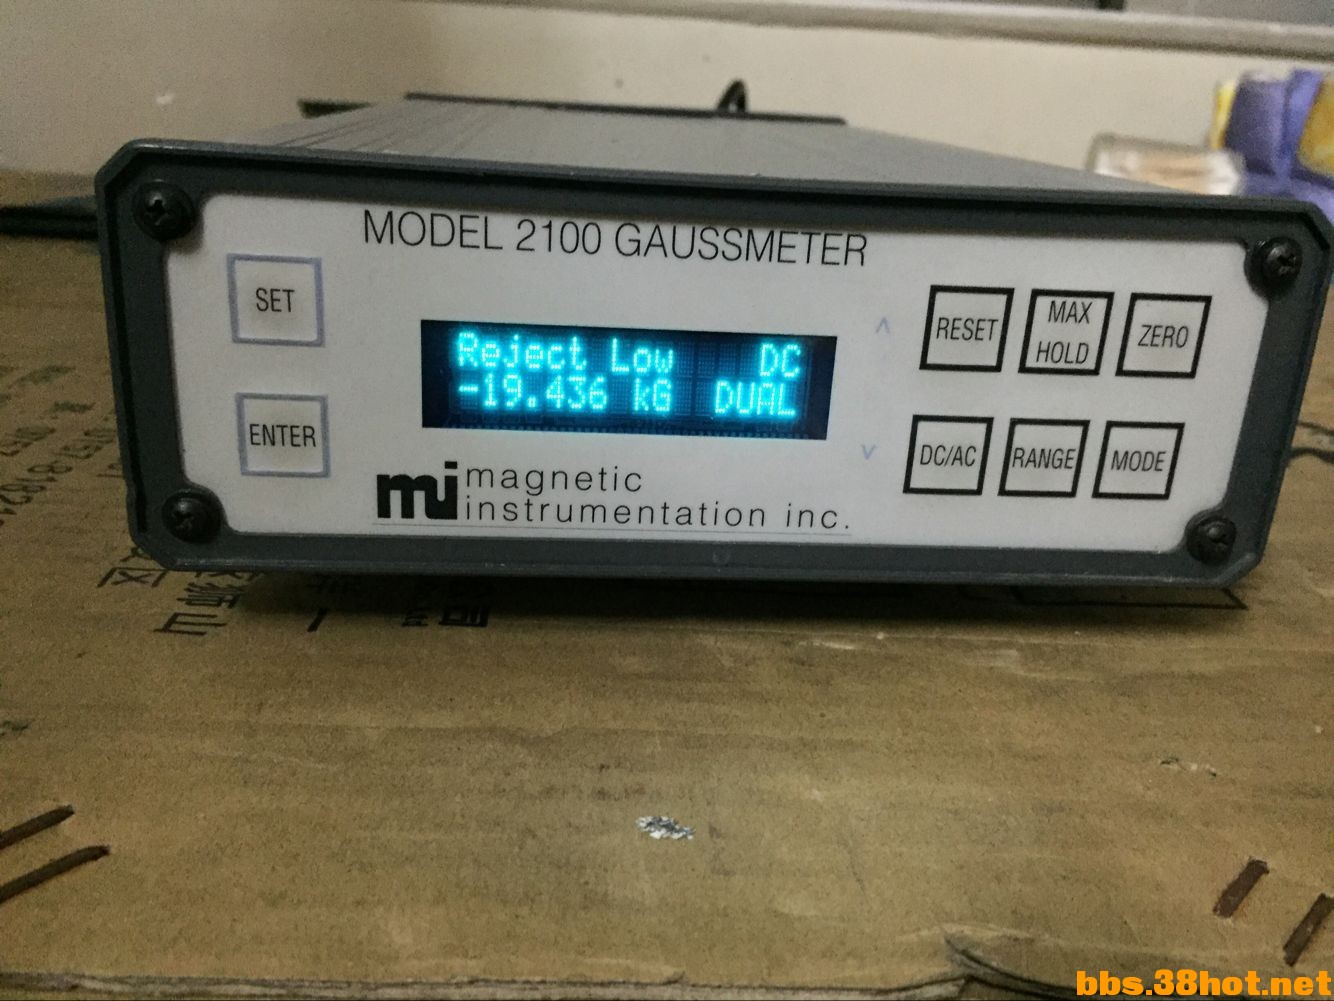 MODEL 2100 GAUSSMETER
SET
ENTER
Reject Low DC
-19.436 kG DUAL
mi magnetic
instrumentation inc.
RESET
MAX
HOLD
ZERO
DC/AC
RANGE
MODE
bbs.38hot.net